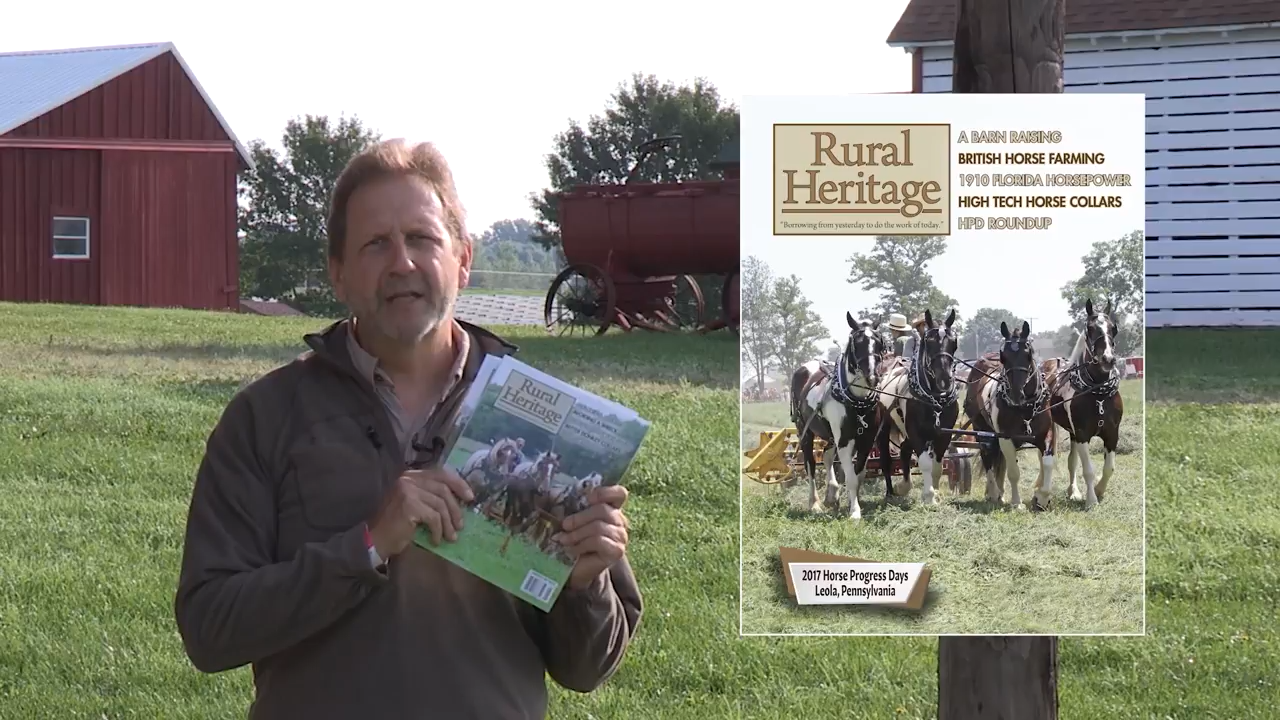 Rural
Heritage
Rural
Heritage
"Borrowing from yesterday to do the work of today."
A BARN RAISING
BRITISH HORSE FARMING
1910 FLORIDA HORSEPOWER
HIGH TECH HORSE COLLARS
HPD ROUNDUP
2017 Horse Progress Days
Leola, Pennsylvania